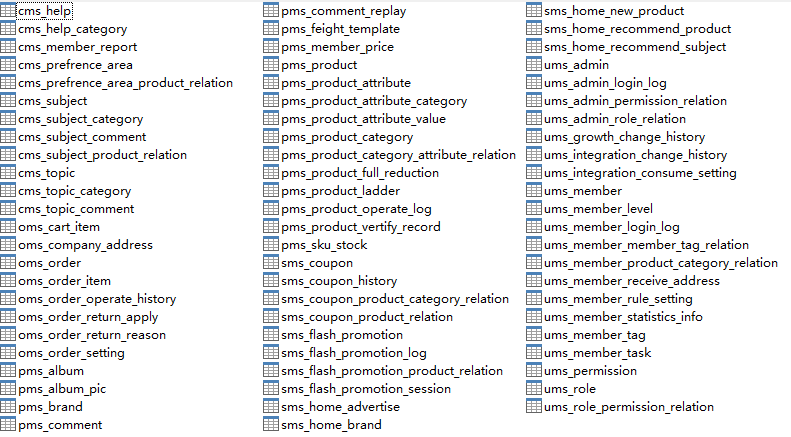 cms_help
cms_help_category
cms_member_report
cms_prefrence_area
cms_prefrence_area_product_relation
cms_subject
cms_subject_category
cms_subject_comment
cms_subject_product_relation
cms_topic
cms_topic_category
cms_topic_comment
oms_cart_item
oms_company_address
oms_order
oms_order_item
oms_order_operate_history
oms_order_return_apply
oms_order_return_reason
oms_order_setting
pms_album
pms_album_pic
pms_brand
pms_comment
pms_comment_replay
pms_feight_template
pms_member_price
pms_product
pms_product_attribute
pms_product_attribute_category
pms_product_attribute_value
pms_product_category
pms_product_category_attribute_relation
pms_product_full_reduction
pms_product_ladder
pms_product_operate_log
pms_product_vertify_record
pms_sku_stock
sms_coupon
sms_coupon_history
sms_coupon_product_category_relation
sms_coupon_product_relation
sms_flash_promotion
sms_flash_promotion_log
sms_flash_promotion_product_relation
sms_flash_promotion_session
sms_home_advertise
sms_home_brand
sms_home_new_product
sms_home_recommend_product
sms_home_recommend_subject
ums_admin
ums_admin_login_log
ums_admin_permission_relation
ums_admin_role_relation
ums_growth_change_history
ums_integration_change_history
ums_integration_consume_setting
ums_member
ums_member_level
ums_member_login_log
ums_member_member_tag_relation
ums_member_product_category_relation
ums_member_receive_address
ums_member_rule_setting
ums_member_statistics_info
ums_member_tag
ums_member_task
ums_permission
ums_role
ums_role_permission_relation